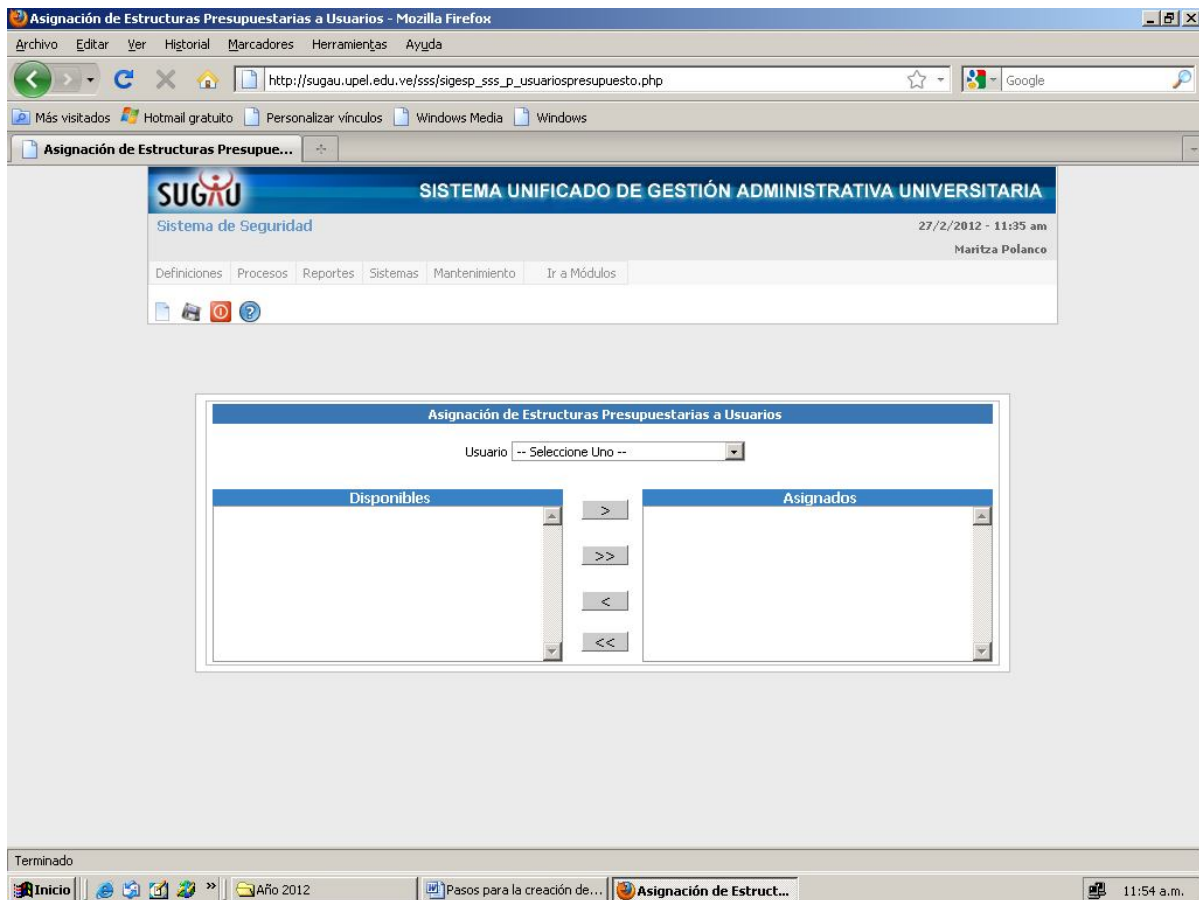 Asignación de Estructuras Presupuestarias a Usuarios - Mozilla Firefox
Archivo Editar Ver Historial Marcadores Herramientas Ayuda
http://sugau.upel.edu.ve/sss/sigesp_sss_p_usuariospresupuesto.php Google
Más visitados Hotmail gratuito Personalizar vínculos Windows Media Windows
Asignación de Estructuras Presupue...
SUGAU SISTEMA UNIFICADO DE GESTIÓN ADMINISTRATIVA UNIVERSITARIA
Sistema de Seguridad 27/2/2012 - 11:35 am
Maritza Polanco
Definiciones Procesos Reportes Sistemas Mantenimiento Ir a Módulos
Asignación de Estructuras Presupuestarias a Usuarios
Usuario -- Seleccione Uno --
Disponibles Asignados
>
>>
<
<<
Terminado
Inicio » Año 2012 Pasos para la creación de... Asignación de Estruct... 11:54 a.m.